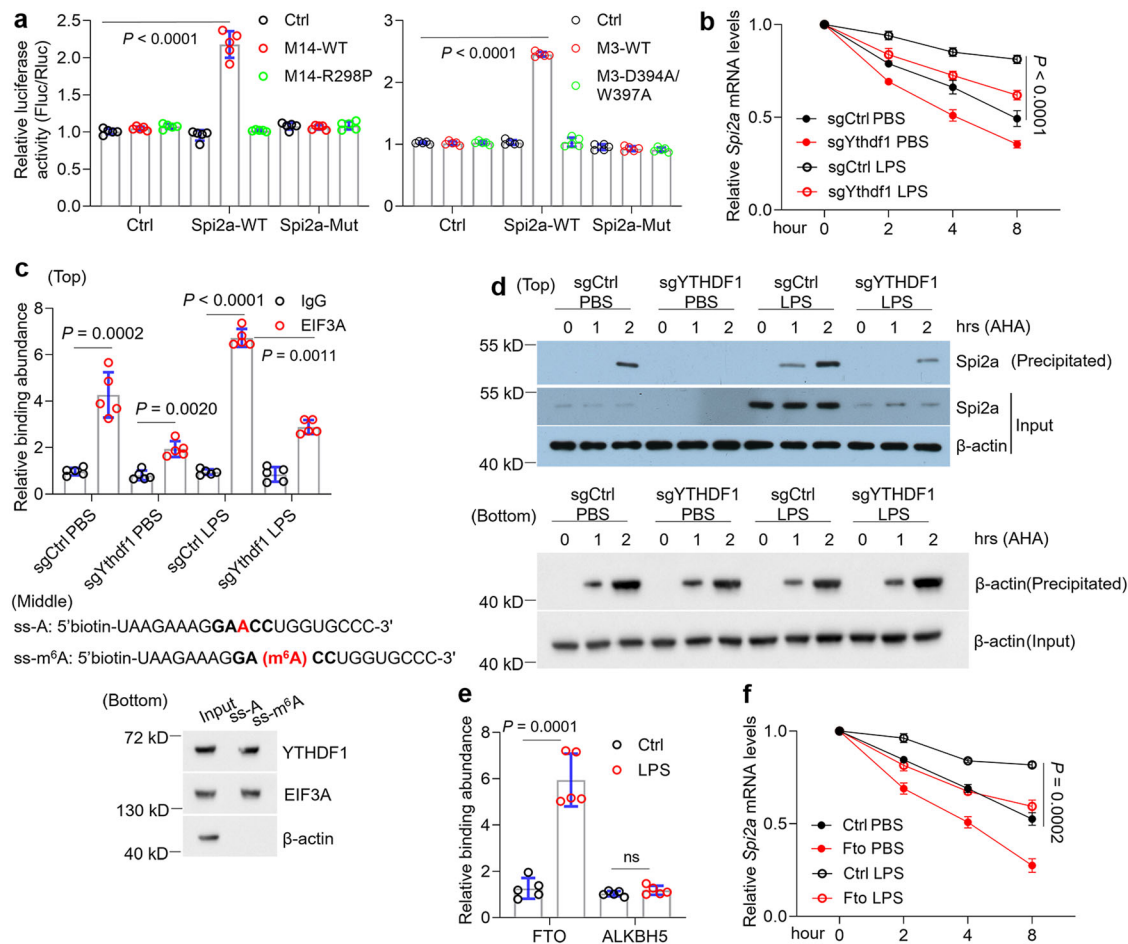 a
Relative luciferase
activity (Fluc/Rluc)
2.5
2.0
1.5
1.0
0.5
0.0
P < 0.0001
Ctrl
M14-WT
M14-R298P
Ctrl
Spi2a-WT
Spi2a-Mut
3
2
1
0
P < 0.0001
Ctrl
M3-WT
M3-D394A/
W397A
Ctrl
Spi2a-WT
Spi2a-Mut
b
Relative Spi2a mRNA levels
1.0
0.5
0.0
sgCtrl PBS
sgYthdf1 PBS
sgCtrl LPS
sgYthdf1 LPS
P < 0.0001
hour
0
2
4
8
c
(Top)
Relative binding abundance
8
6
4
2
0
P < 0.0001
P = 0.0002
P = 0.0020
P = 0.0011
IgG
EIF3A
sgCtrl PBS
sgYthdf1 PBS
sgCtrl LPS
sgYthdf1 LPS
(Middle)
ss-A: 5'biotin-UAAGAAAGGAACCUGGUGCCC-3'
ss-m⁶A: 5'biotin-UAAGAAAGGA (m⁶A) CCUGGUGCCC-3'
(Bottom)
Input
ss-A
ss-m⁶A
72 kD
YTHDF1
EIF3A
130 kD
β-actin
40 kD
d
(Top)
sgCtrl
PBS
sgYTHDF1
PBS
sgCtrl
LPS
sgYTHDF1
LPS
0 1 2 0 1 2 0 1 2 0 1 2 hrs (AHA)
55 kD
Spi2a (Precipitated)
55 kD
Spi2a
Input
β-actin
40 kD
(Bottom)
sgCtrl
PBS
sgYTHDF1
PBS
sgCtrl
LPS
sgYTHDF1
LPS
0 1 2 0 1 2 0 1 2 0 1 2 hrs (AHA)
β-actin(Precipitated)
40 kD
β-actin(Input)
40 kD
e
Relative binding abundance
8
6
4
2
0
P = 0.0001
ns
Ctrl
LPS
FTO
ALKBH5
f
Relative Spi2a mRNA levels
1.0
0.5
0.0
Ctrl PBS
Fto PBS
Ctrl LPS
Fto LPS
P = 0.0002
hour
0
2
4
8